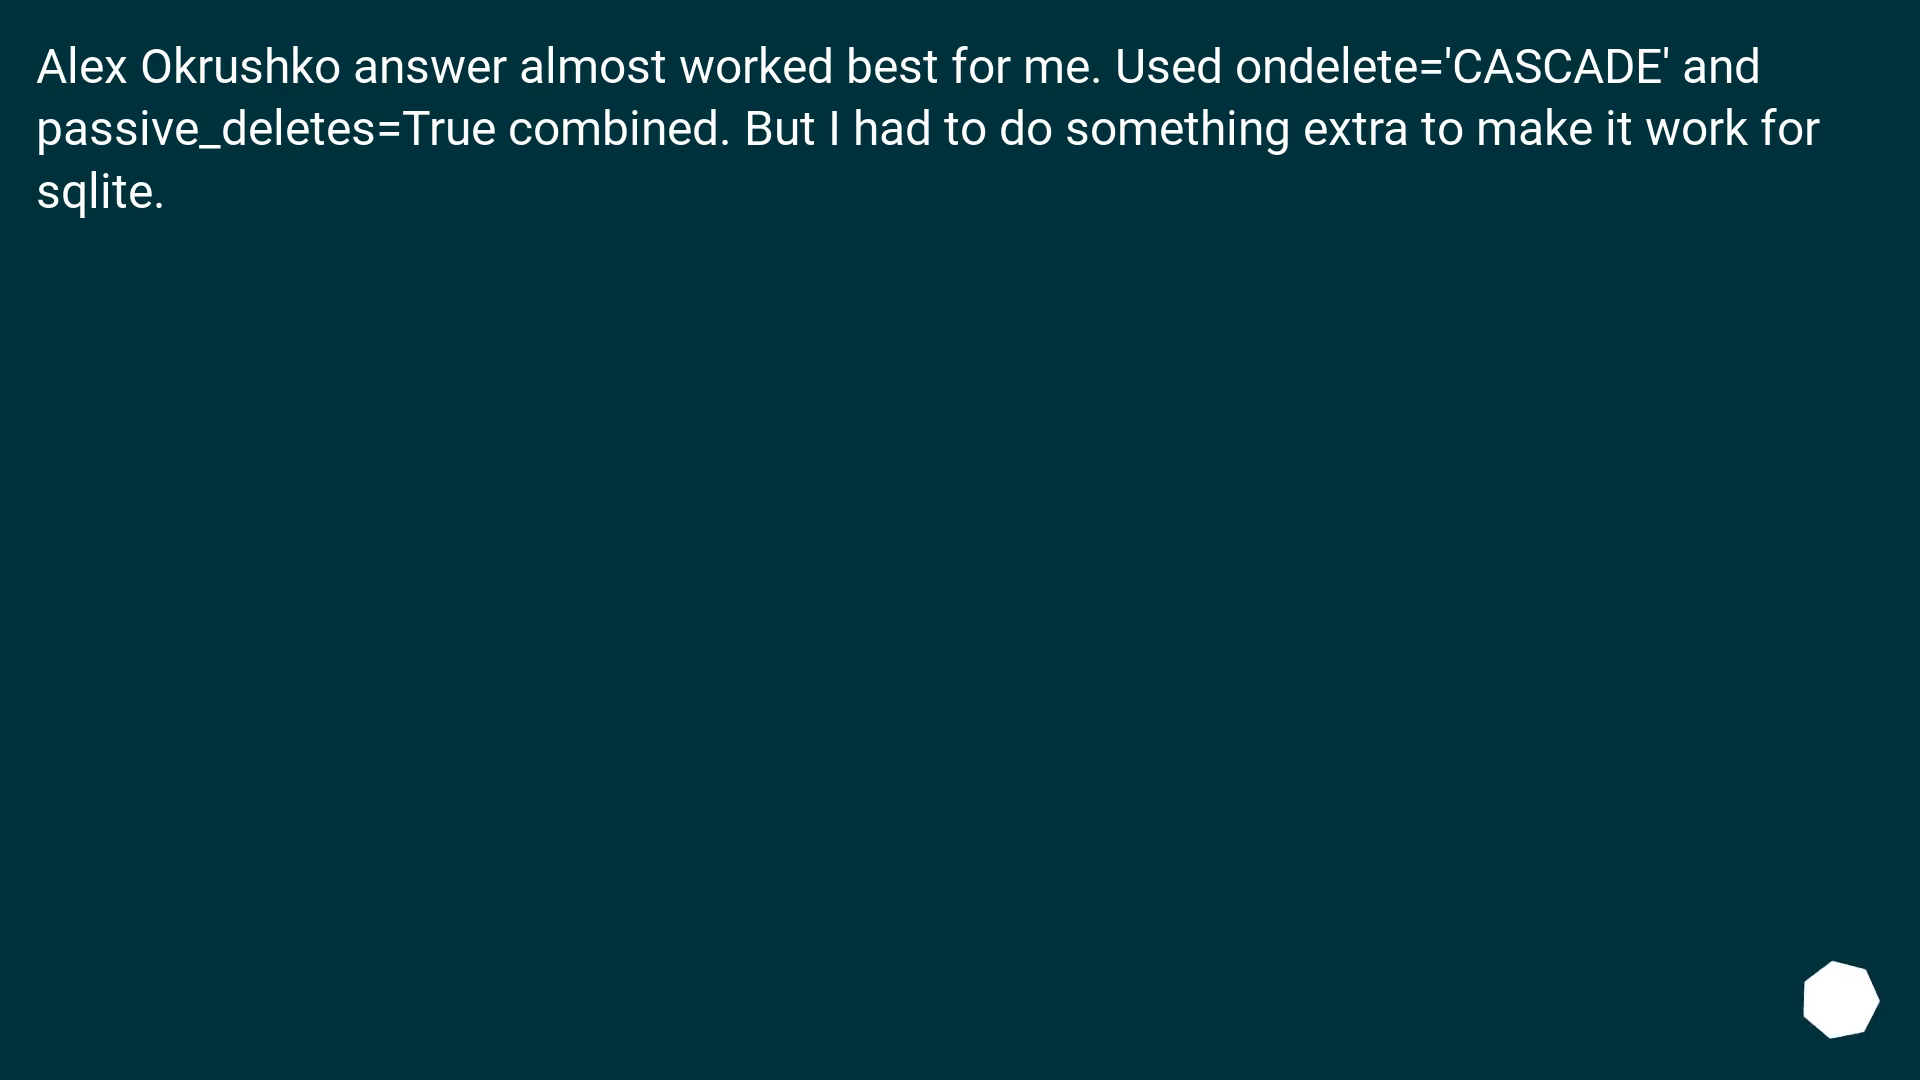 Alex Okrushko answer almost worked best for me. Used ondelete='CASCADE' and
passive_deletes=True combined. But I had to do something extra to make it work for
sqlite.